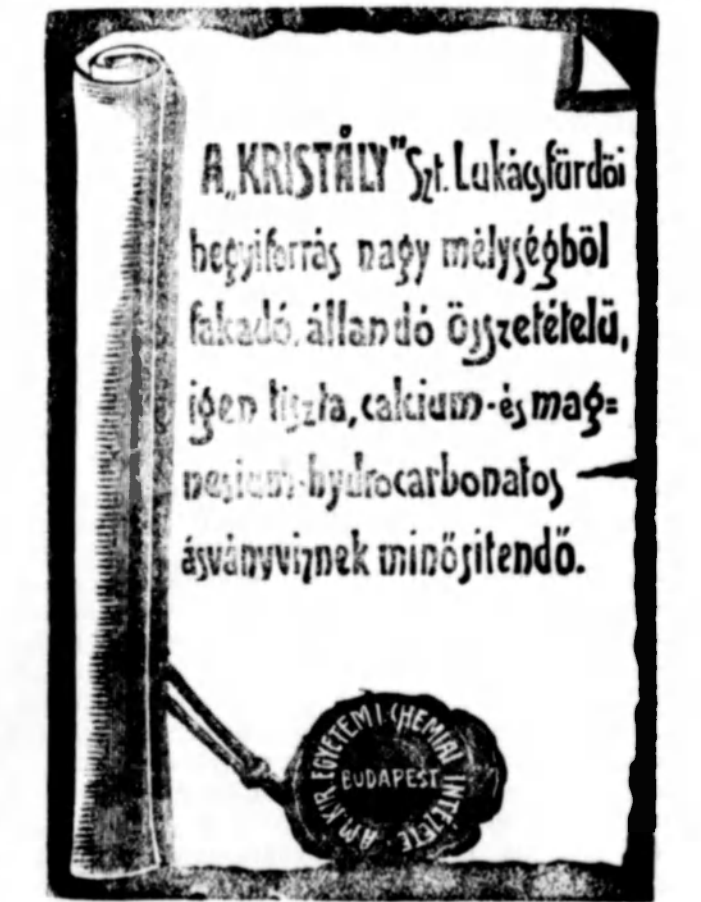 A „KRISTÁLY" Szt. Lukácsfürdői
hegyiforrás nagy mélységből
fakadó, állandó összetételű,
igen tiszta, calcium- és mag=
nesium-hydrocarbonatos
ásványviznek minősitendő.
A M. KIR. EGYETEMI CHEMIAI INTÉZETE
BUDAPEST